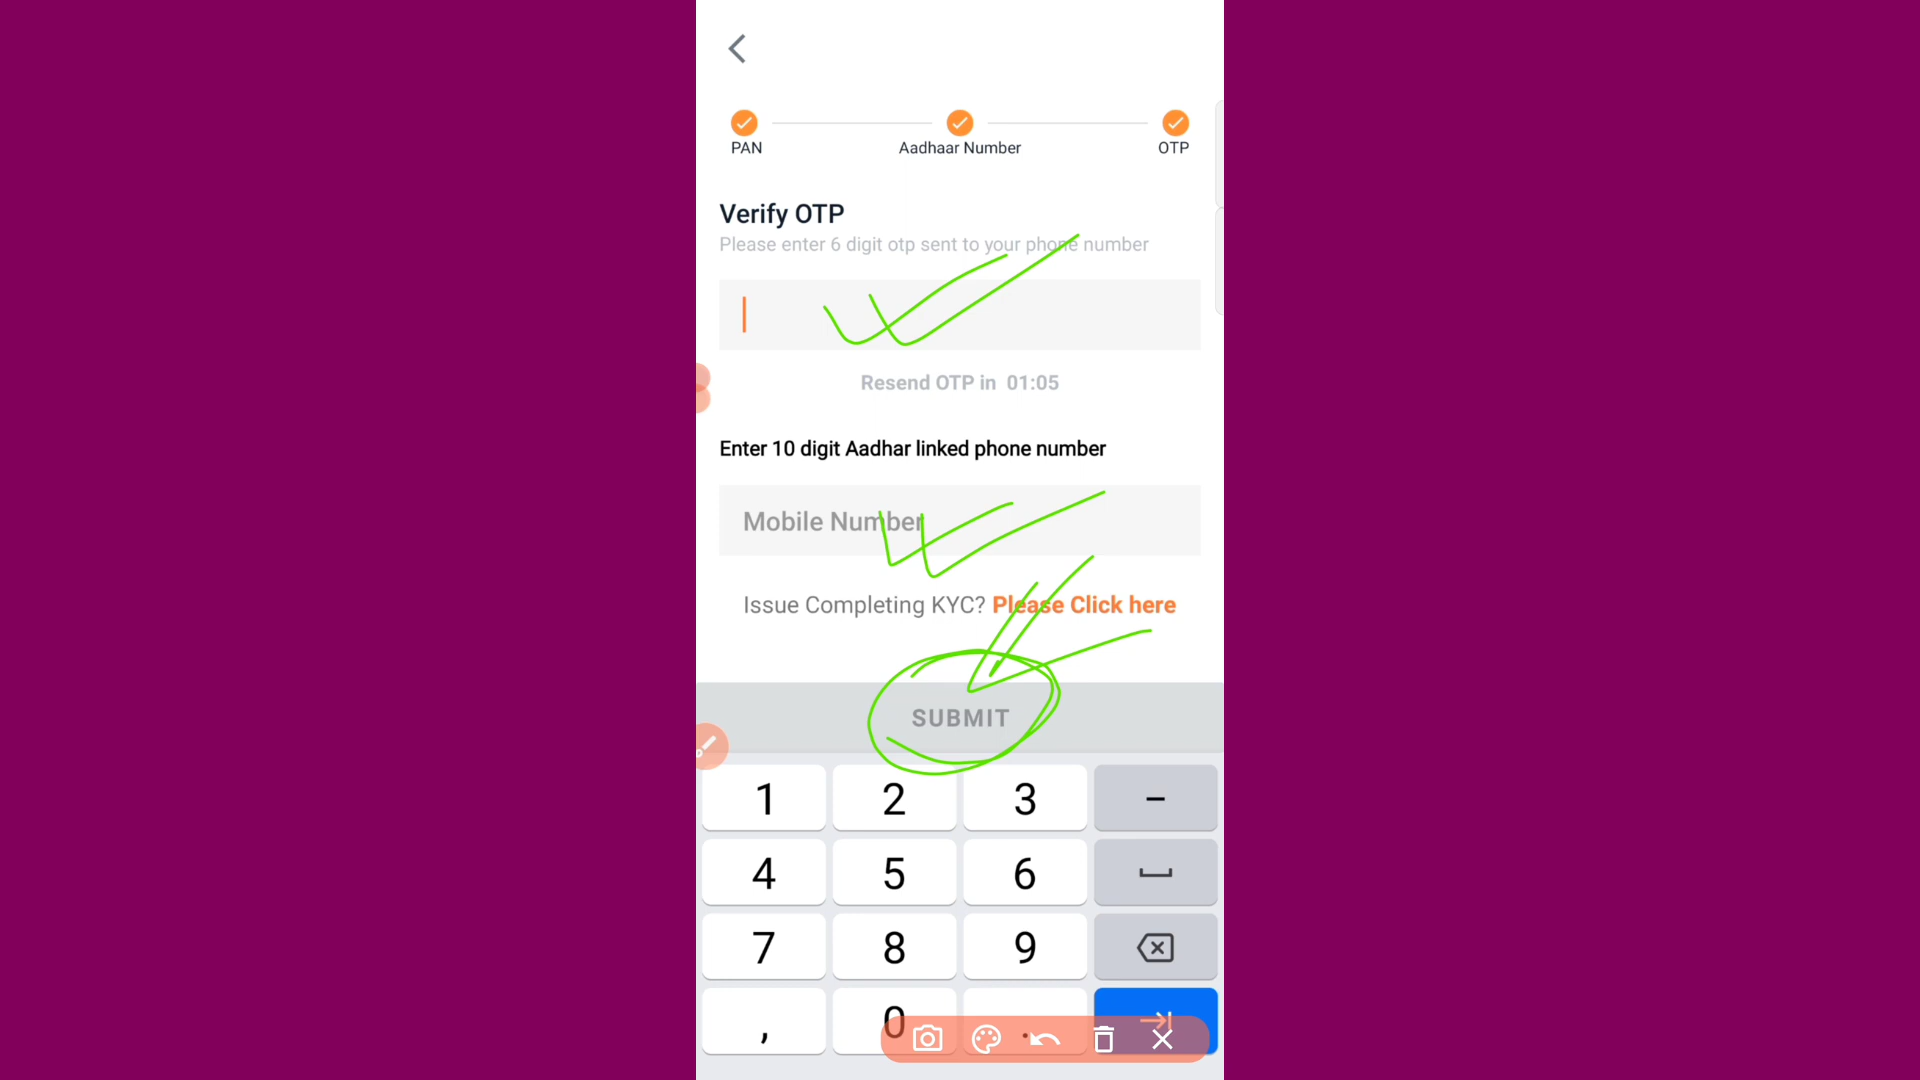 PAN
Aadhaar Number
OTP
Verify OTP
Please enter 6 digit otp sent to your phone number
Resend OTP in 01:05
Enter 10 digit Aadhar linked phone number
Mobile Number
Issue Completing KYC? Please Click here
SUBMIT
1 2 3 –
4 5 6
7 8 9
, 0 .